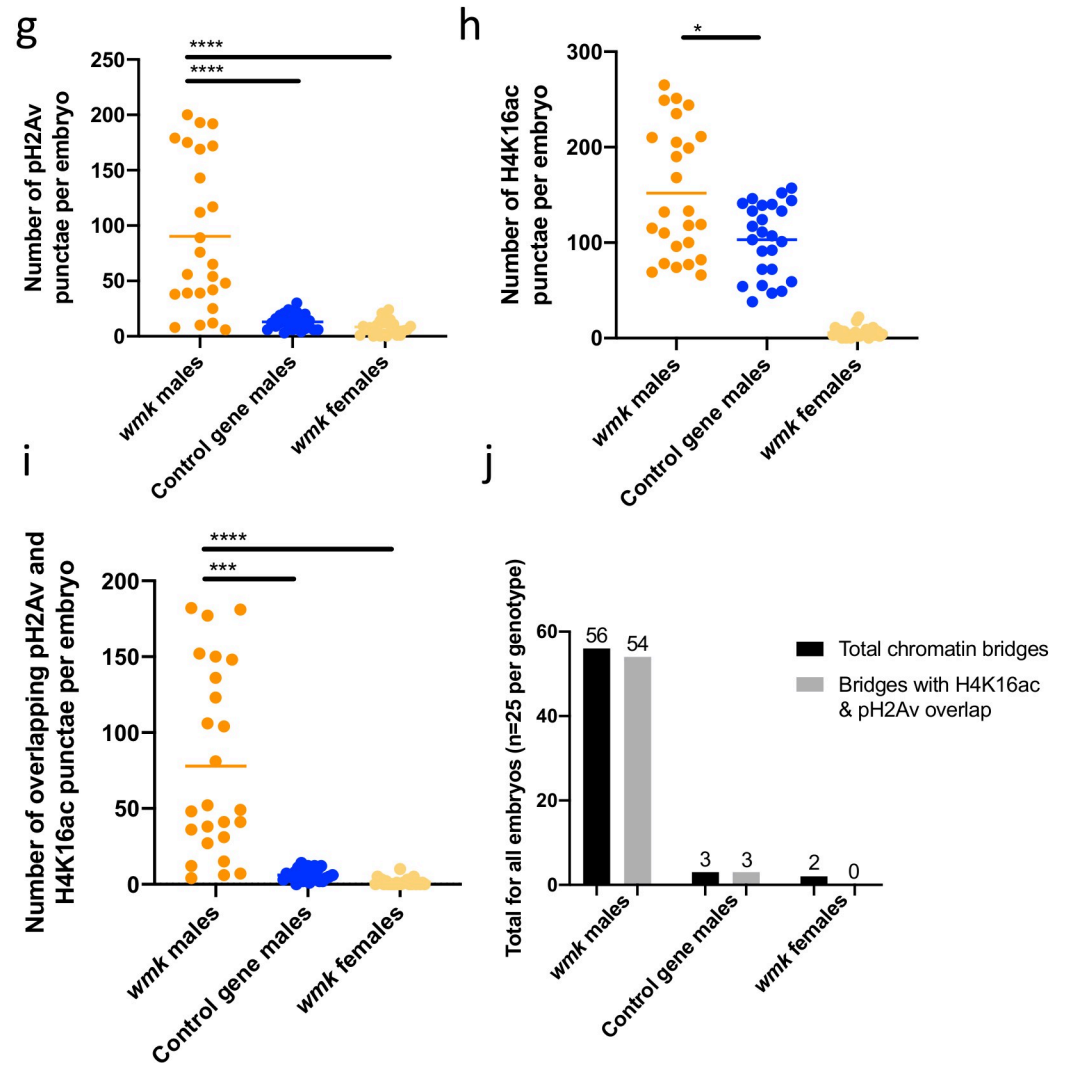 g
****
****
Number of pH2Av
punctae per embryo
250
200
150
100
50
0
wmk males
Control gene males
wmk females
h
*
Number of H4K16ac
punctae per embryo
300
200
100
0
wmk males
Control gene males
wmk females
i
****
***
Number of overlapping pH2Av and
H4K16ac punctae per embryo
200
150
100
50
0
wmk males
Control gene males
wmk females
j
Total for all embryos (n=25 per genotype)
60
40
20
0
56
54
3
3
2
0
wmk males
Control gene males
wmk females
Total chromatin bridges
Bridges with H4K16ac
& pH2Av overlap